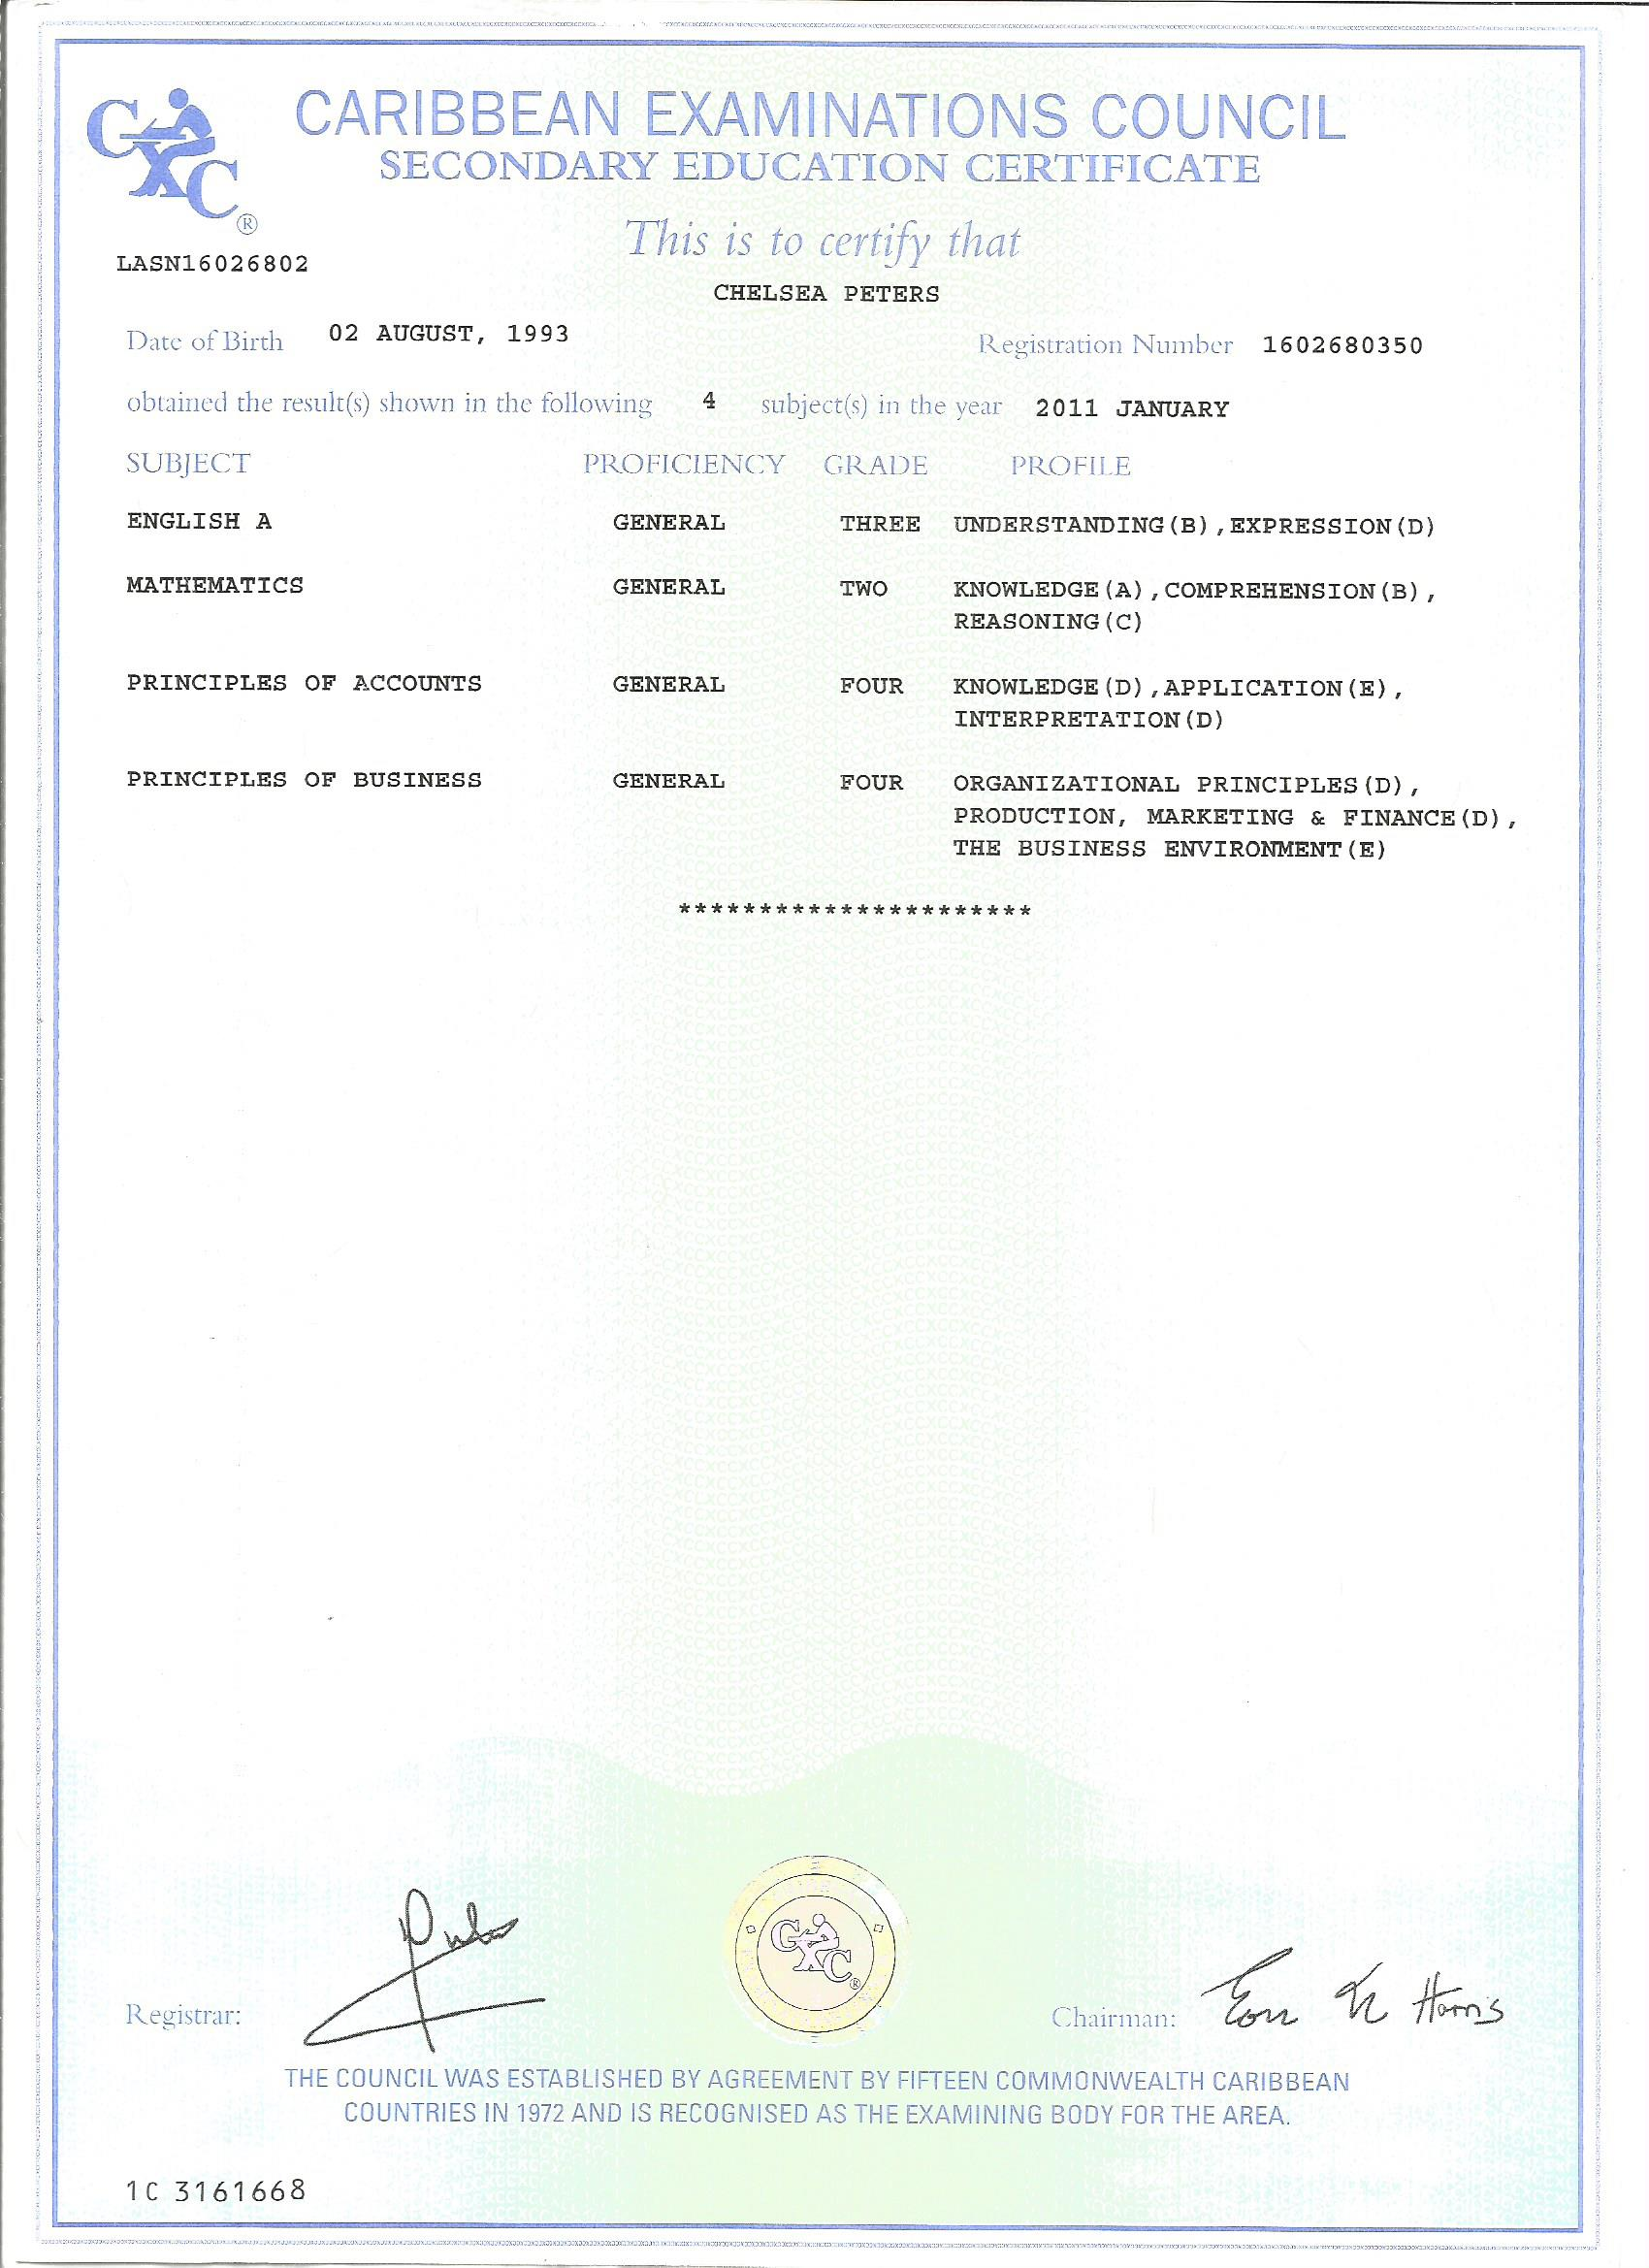 CXC®
CARIBBEAN EXAMINATIONS COUNCIL
SECONDARY EDUCATION CERTIFICATE
This is to certify that
LASN16026802
CHELSEA PETERS
Date of Birth 02 AUGUST, 1993 Registration Number 1602680350
obtained the result(s) shown in the following 4 subject(s) in the year 2011 JANUARY
SUBJECT PROFICIENCY GRADE PROFILE
ENGLISH A GENERAL THREE UNDERSTANDING(B),EXPRESSION(D)
MATHEMATICS GENERAL TWO KNOWLEDGE(A),COMPREHENSION(B),
REASONING(C)
PRINCIPLES OF ACCOUNTS GENERAL FOUR KNOWLEDGE(D),APPLICATION(E),
INTERPRETATION(D)
PRINCIPLES OF BUSINESS GENERAL FOUR ORGANIZATIONAL PRINCIPLES(D),
PRODUCTION, MARKETING & FINANCE(D),
THE BUSINESS ENVIRONMENT(E)
**********************
CXC®
Registrar: Chairman: Harris
THE COUNCIL WAS ESTABLISHED BY AGREEMENT BY FIFTEEN COMMONWEALTH CARIBBEAN
COUNTRIES IN 1972 AND IS RECOGNISED AS THE EXAMINING BODY FOR THE AREA.
1C 3161668